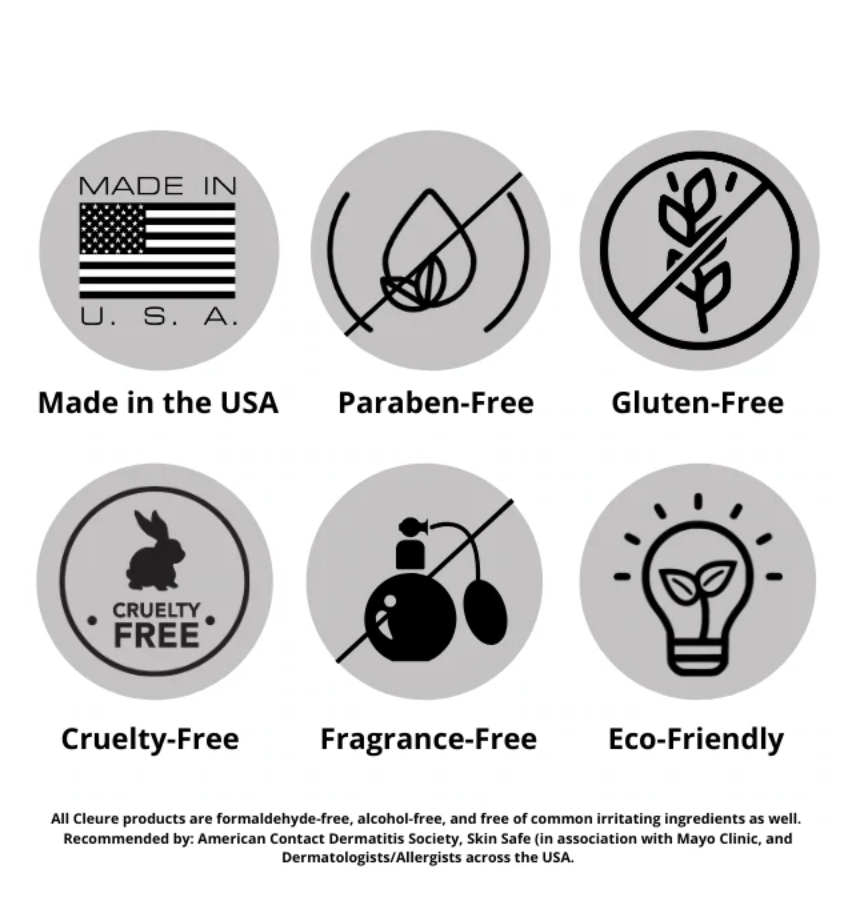 MADE IN
U. S. A.
Made in the USA
Paraben-Free
Gluten-Free
CRUELTY
FREE
Cruelty-Free
Fragrance-Free
Eco-Friendly
All Cleure products are formaldehyde-free, alcohol-free, and free of common irritating ingredients as well.
Recommended by: American Contact Dermatitis Society, Skin Safe (in association with Mayo Clinic, and
Dermatologists/Allergists across the USA.